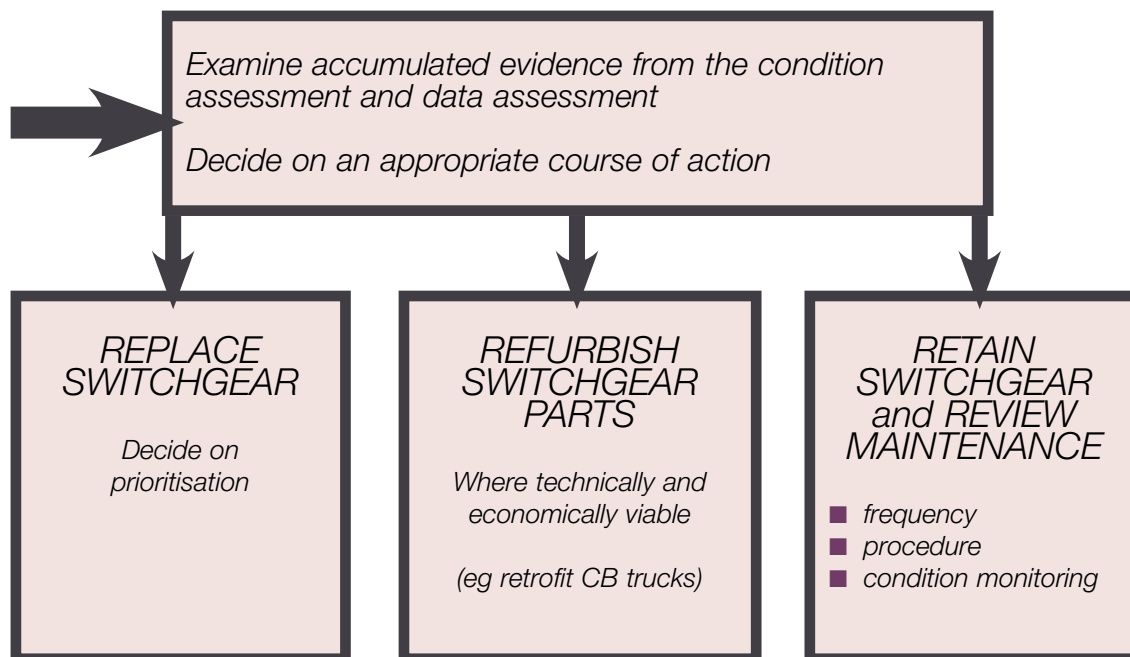 Examine accumulated evidence from the condition
assessment and data assessment
Decide on an appropriate course of action
REPLACE
SWITCHGEAR
Decide on
prioritisation
REFURBISH
SWITCHGEAR
PARTS
Where technically and
economically viable
(eg retrofit CB trucks)
RETAIN
SWITCHGEAR
and REVIEW
MAINTENANCE
■ frequency
■ procedure
■ condition monitoring